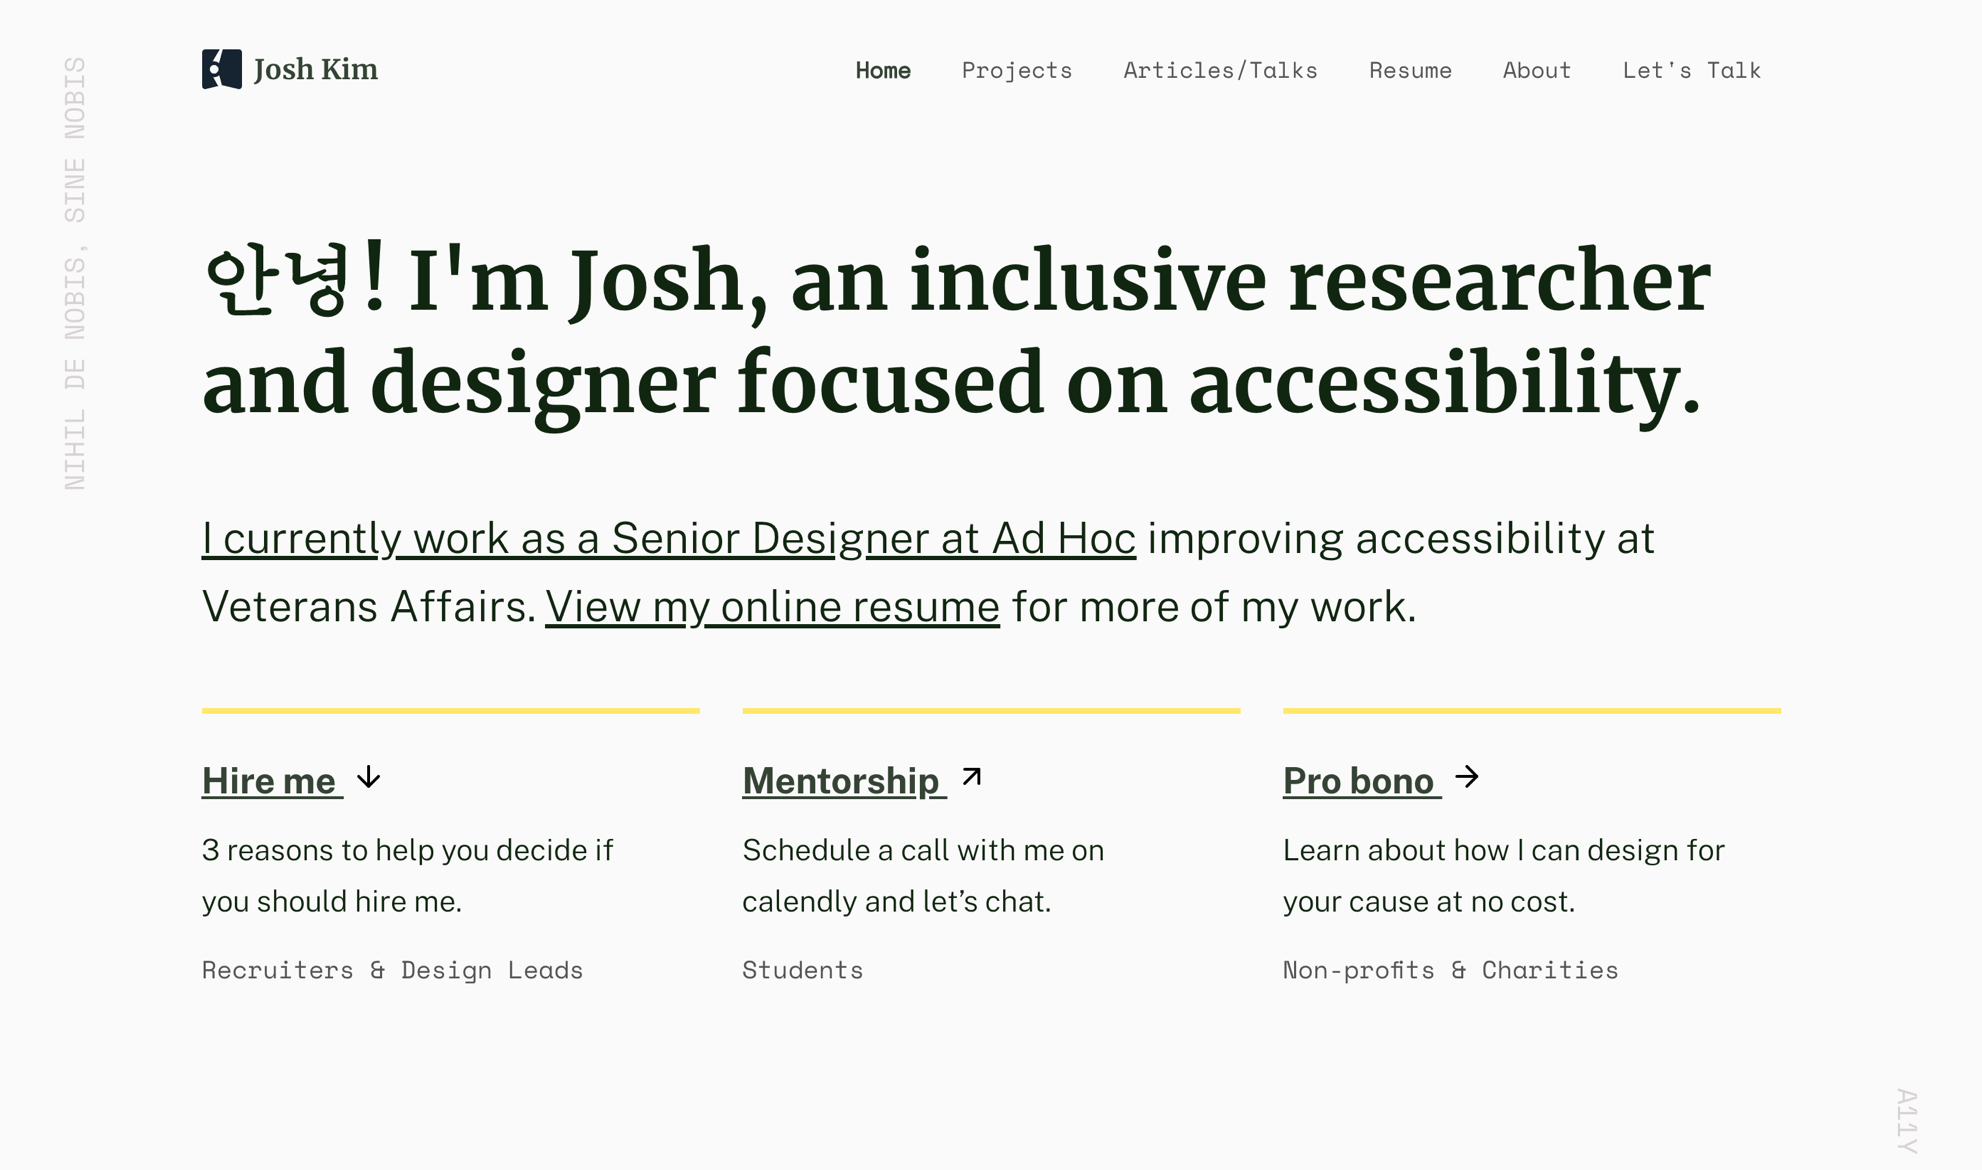 NIHIL DE NOBIS, SINE NOBIS
Josh Kim
Home Projects Articles/Talks Resume About Let's Talk
안녕! I'm Josh, an inclusive researcher
and designer focused on accessibility.
I currently work as a Senior Designer at Ad Hoc improving accessibility at
Veterans Affairs. View my online resume for more of my work.
Hire me ↓
3 reasons to help you decide if
you should hire me.
Recruiters & Design Leads
Mentorship ↗
Schedule a call with me on
calendly and let’s chat.
Students
Pro bono →
Learn about how I can design for
your cause at no cost.
Non-profits & Charities
A11Y